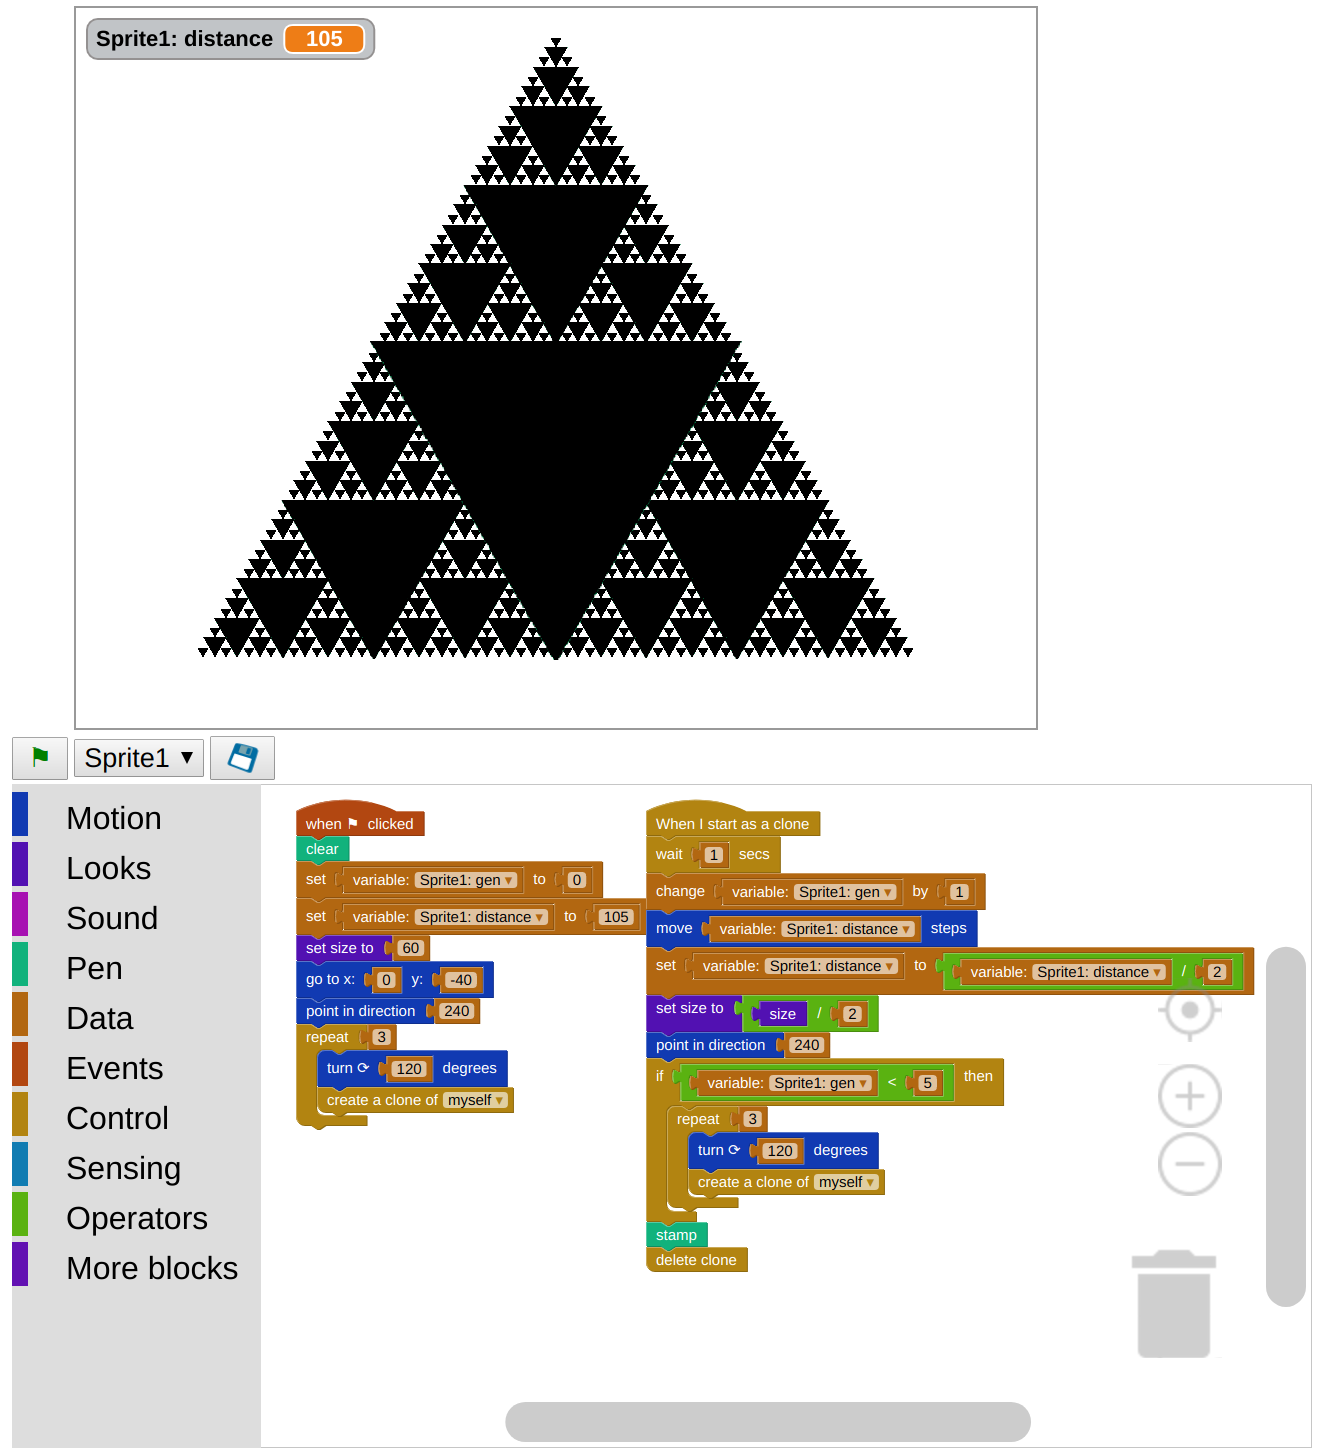 Sprite1: distance 105
Sprite1 ▼
Motion
Looks
Sound
Pen
Data
Events
Control
Sensing
Operators
More blocks
when ⚑ clicked
clear
set variable: Sprite1: gen ▾ to 0
set variable: Sprite1: distance ▾ to 105
set size to 60
go to x: 0 y: -40
point in direction 240
repeat 3
turn ⟳ 120 degrees
create a clone of myself ▾
When I start as a clone
wait 1 secs
change variable: Sprite1: gen ▾ by 1
move variable: Sprite1: distance ▾ steps
set variable: Sprite1: distance ▾ to variable: Sprite1: distance ▾ / 2
set size to size / 2
point in direction 240
if variable: Sprite1: gen ▾ < 5 then
repeat 3
turn ⟳ 120 degrees
create a clone of myself ▾
stamp
delete clone